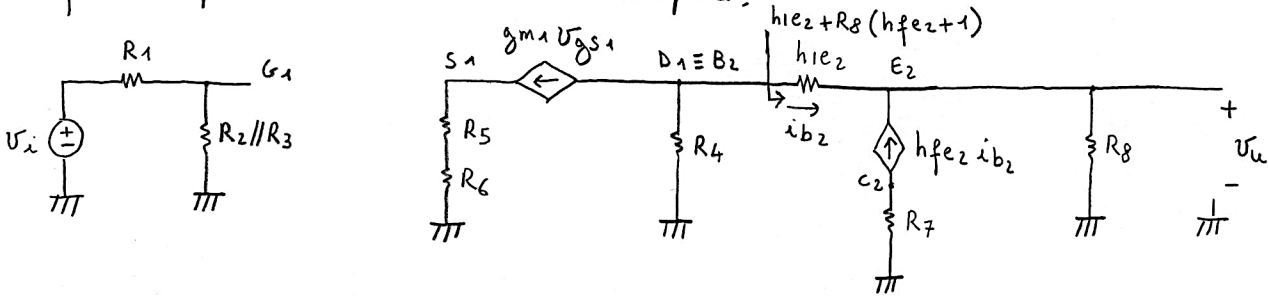 hie2+R8(hfe2+1)
gm1 vgs1
R1
G1
S1
D1≡B2
hie2
E2
vi
R2//R3
R5
R6
R4
ib2
hfe2 ib2
C2
R7
R8
+
vu
-